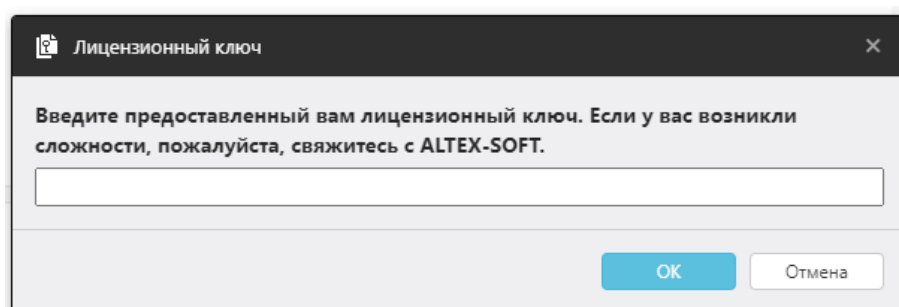 Лицензионный ключ
Введите предоставленный вам лицензионный ключ. Если у вас возникли
сложности, пожалуйста, свяжитесь с ALTEX-SOFT.
OK
Отмена